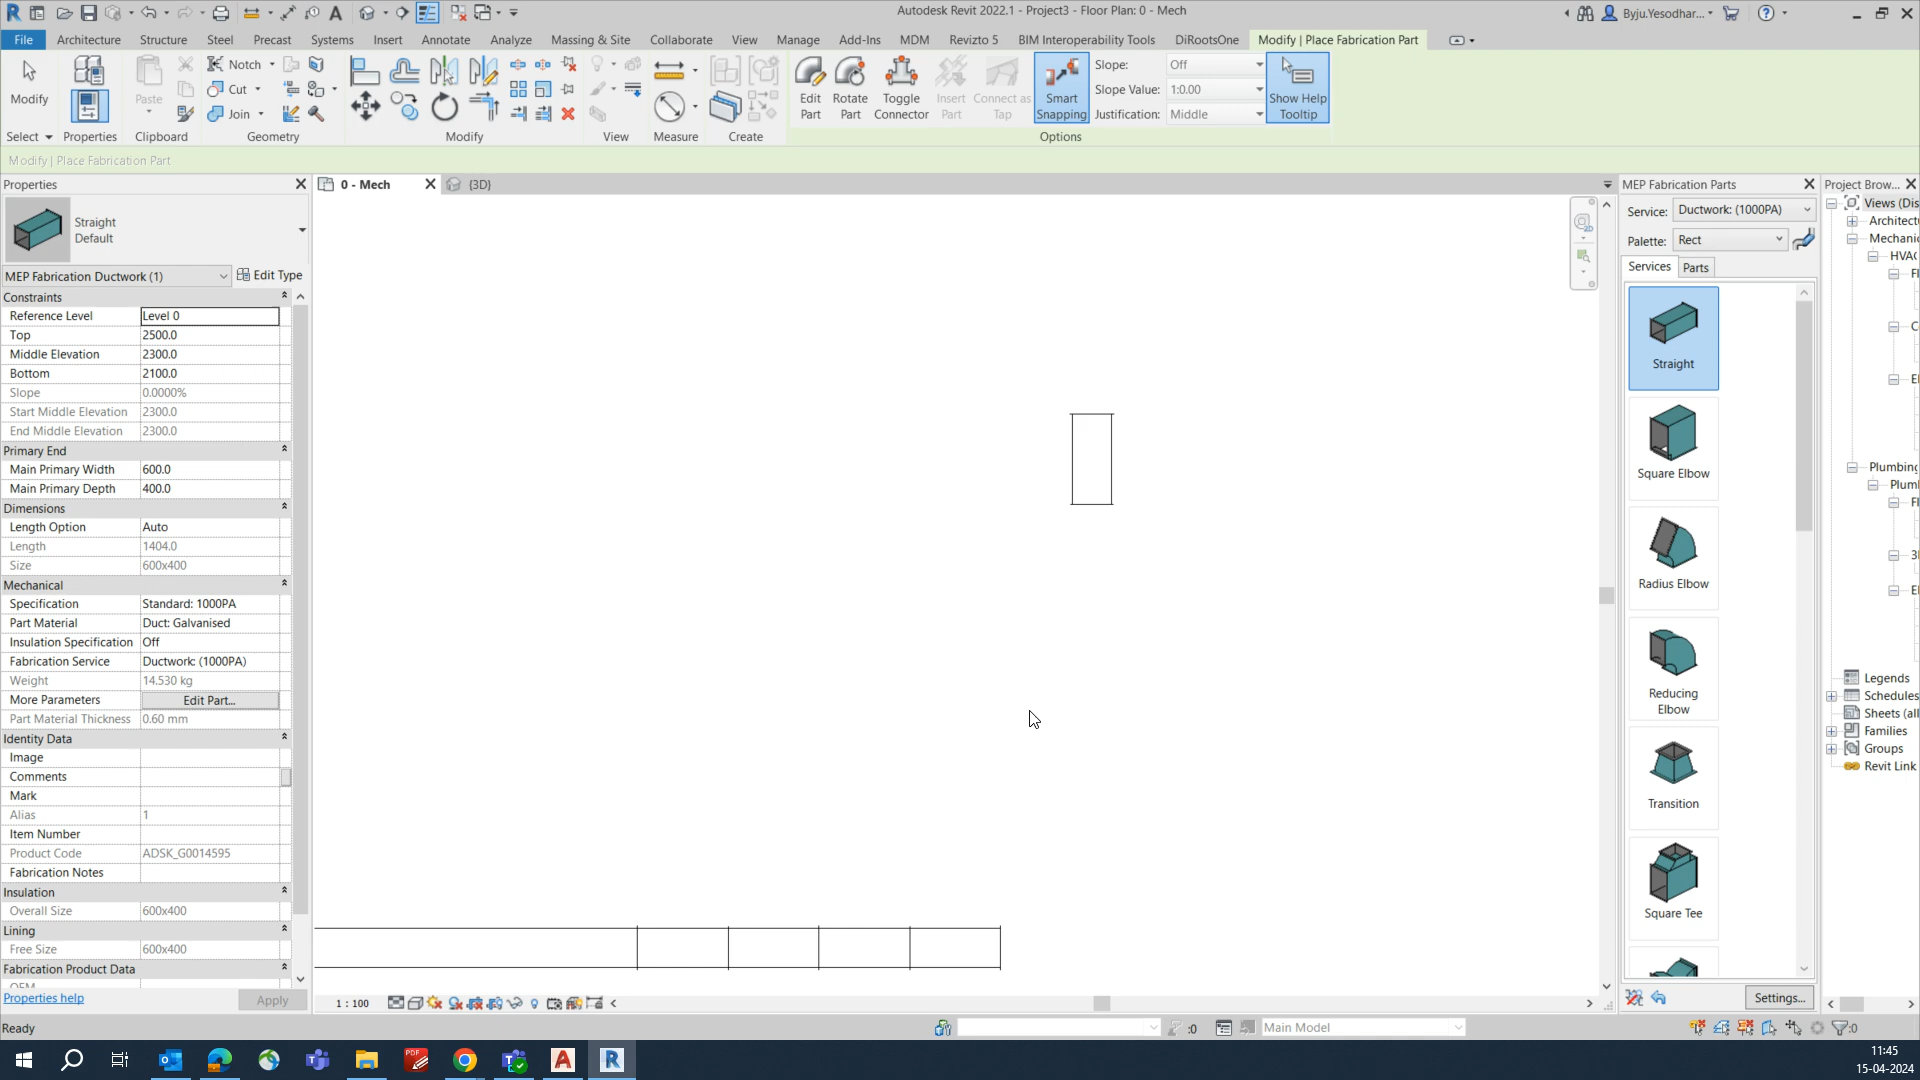 Autodesk Revit 2022.1 - Project3 - Floor Plan: 0 - Mech
Byju.Yesodhar...
File Architecture Structure Steel Precast Systems Insert Annotate Analyze Massing & Site Collaborate View Manage Add-Ins MDM Revizto 5 BIM Interoperability Tools DiRootsOne Modify | Place Fabrication Part
Modify
Paste
Notch
Cut
Join
Edit Part
Rotate Part
Toggle Connector
Insert Part
Connect as Tap
Smart Snapping
Slope: Off
Slope Value: 1:0.00
Justification: Middle
Show Help Tooltip
Select Properties Clipboard Geometry Modify View Measure Create Options
Modify | Place Fabrication Part
Properties
0 - Mech
{3D}
Straight
Default
MEP Fabrication Ductwork (1) Edit Type
Constraints
Reference Level Level 0
Top 2500.0
Middle Elevation 2300.0
Bottom 2100.0
Slope 0.0000%
Start Middle Elevation 2300.0
End Middle Elevation 2300.0
Primary End
Main Primary Width 600.0
Main Primary Depth 400.0
Dimensions
Length Option Auto
Length 1404.0
Size 600x400
Mechanical
Specification Standard: 1000PA
Part Material Duct: Galvanised
Insulation Specification Off
Fabrication Service Ductwork: (1000PA)
Weight 14.530 kg
More Parameters Edit Part...
Part Material Thickness 0.60 mm
Identity Data
Image
Comments
Mark
Alias 1
Item Number
Product Code ADSK_G0014595
Fabrication Notes
Insulation
Overall Size 600x400
Lining
Free Size 600x400
Fabrication Product Data
OEM
Properties help Apply
1 : 100
MEP Fabrication Parts
Service: Ductwork: (1000PA)
Palette: Rect
Services Parts
Straight
Square Elbow
Radius Elbow
Reducing
Elbow
Transition
Square Tee
Settings...
Project Brow...
Views (Dis
Architectu
Mechanic
HVAC
Fl
C
El
Plumbing
Plum
Fl
3
El
Legends
Schedules
Sheets (all
Families
Groups
Revit Link
Ready
:0
Main Model
:0
11:45
15-04-2024